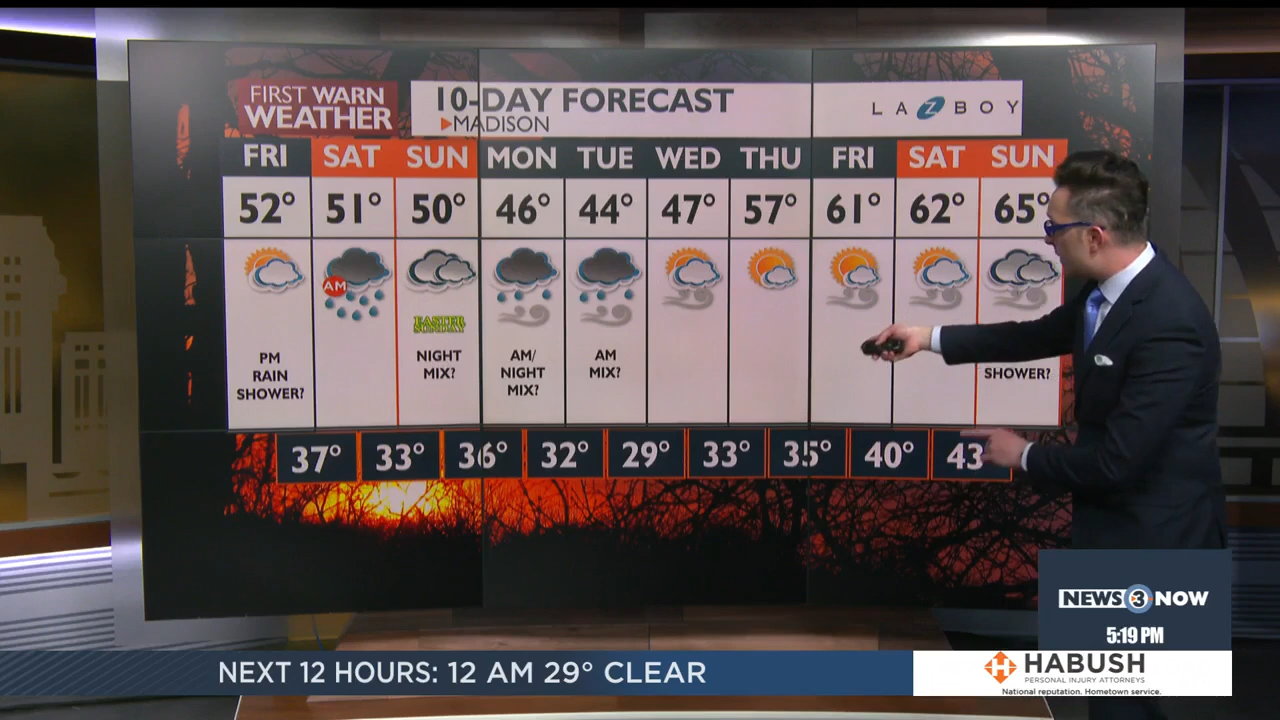 FIRST WARN
WEATHER
10-DAY FORECAST
MADISON
LA Z BOY
FRI SAT SUN MON TUE WED THU FRI SAT SUN
52° 51° 50° 46° 44° 47° 57° 61° 62° 65°
AM
EASTER
SUNDAY
PM
RAIN
SHOWER?
NIGHT
MIX?
AM/
NIGHT
MIX?
AM
MIX?
SHOWER?
37° 33° 36° 32° 29° 33° 35° 40° 43
NEWS 3 NOW
5:19 PM
NEXT 12 HOURS: 12 AM 29° CLEAR
HABUSH
PERSONAL INJURY ATTORNEYS
National reputation. Hometown service.